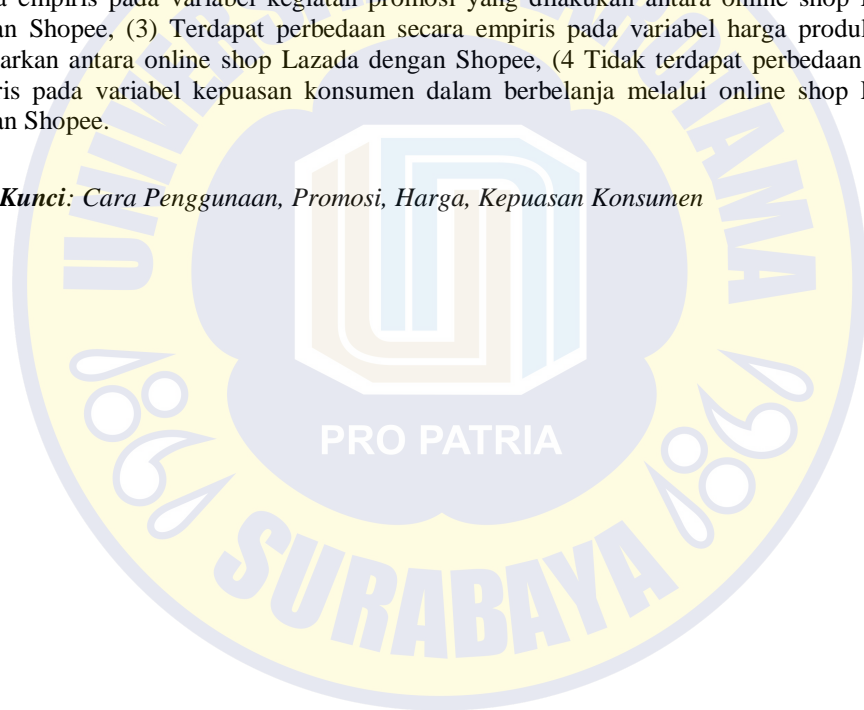 empiris pada variabel kegiatan promosi yang dilakukan antara online shop
an Shopee, (3) Terdapat perbedaan secara empiris pada variabel harga produl
arkan antara online shop Lazada dengan Shopee, (4 Tidak terdapat perbedaan
ris pada variabel kepuasan konsumen dalam berbelanja melalui online shop
an Shopee.
Kunci: Cara Penggunaan, Promosi, Harga, Kepuasan Konsumen
PRO PATRIA
SURABAYA